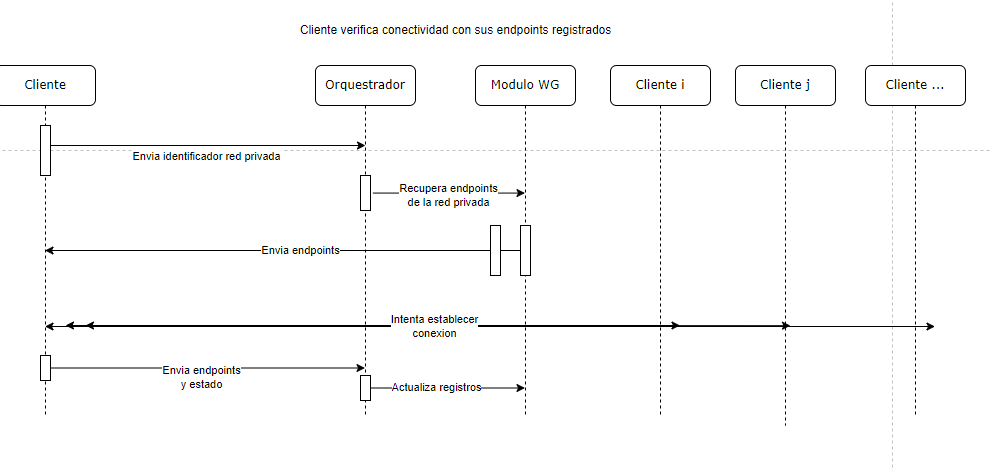 Cliente verifica conectividad con sus endpoints registrados
Cliente
Orquestrador
Modulo WG
Cliente i
Cliente j
Cliente ...
Envia identificador red privada
Recupera endpoints
de la red privada
Envia endpoints
Intenta establecer
conexion
Envia endpoints
y estado
Actualiza registros